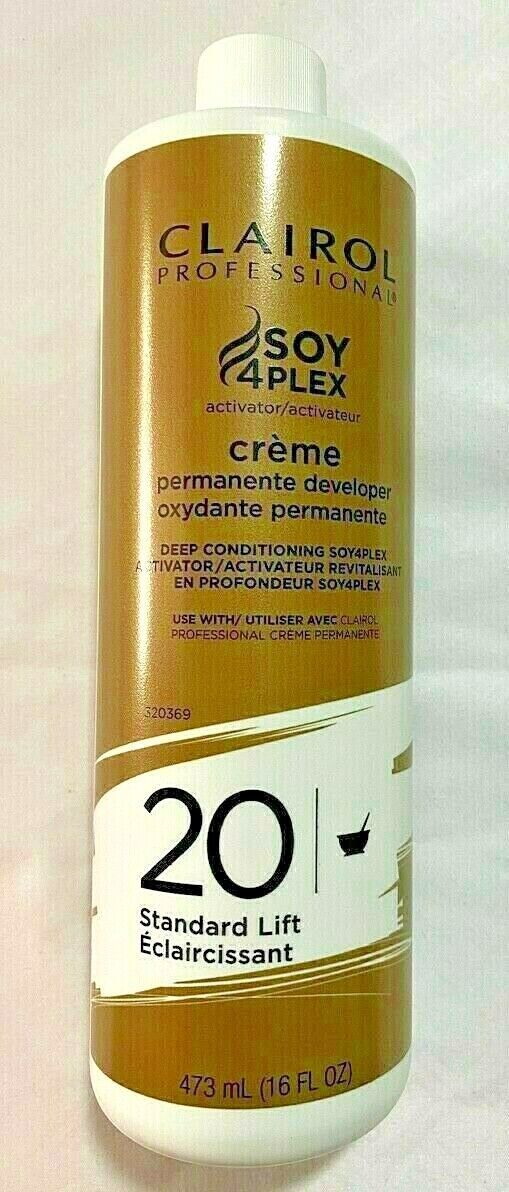 CLAIROL
PROFESSIONAL®
SOY
4PLEX
activator/activateur
crème
permanente developer
oxydante permanente
DEEP CONDITIONING SOY4PLEX
ACTIVATOR/ACTIVATEUR REVITALISANT
EN PROFONDEUR SOY4PLEX
USE WITH/ UTILISER AVEC CLAIROL
PROFESSIONAL CRÈME PERMANENTE
320369
20
Standard Lift
Éclaircissant
473 mL (16 FL OZ)